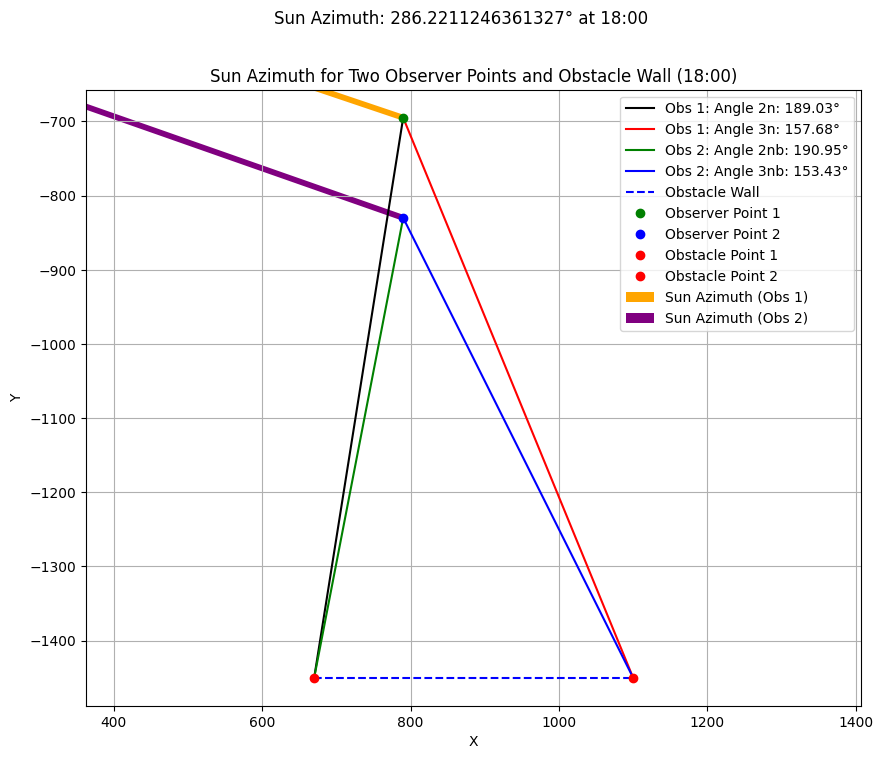 Sun Azimuth: 286.2211246361327° at 18:00
Sun Azimuth for Two Observer Points and Obstacle Wall (18:00)
Obs 1: Angle 2n: 189.03°
Obs 1: Angle 3n: 157.68°
Obs 2: Angle 2nb: 190.95°
Obs 2: Angle 3nb: 153.43°
Obstacle Wall
Observer Point 1
Observer Point 2
Obstacle Point 1
Obstacle Point 2
Sun Azimuth (Obs 1)
Sun Azimuth (Obs 2)
Y
−700
−800
−900
−1000
−1100
−1200
−1300
−1400
400
600
800
1000
1200
1400
X